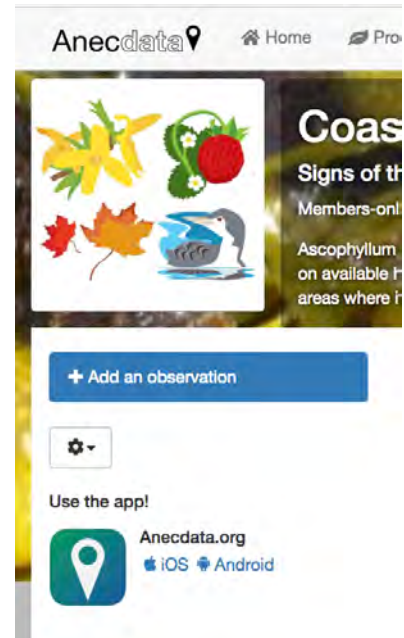 Anecdata Home Pro
Coas
Signs of th
Members-onl
Ascophyllum
on available h
areas where i
+ Add an observation
Use the app!
Anecdata.org
iOS Android